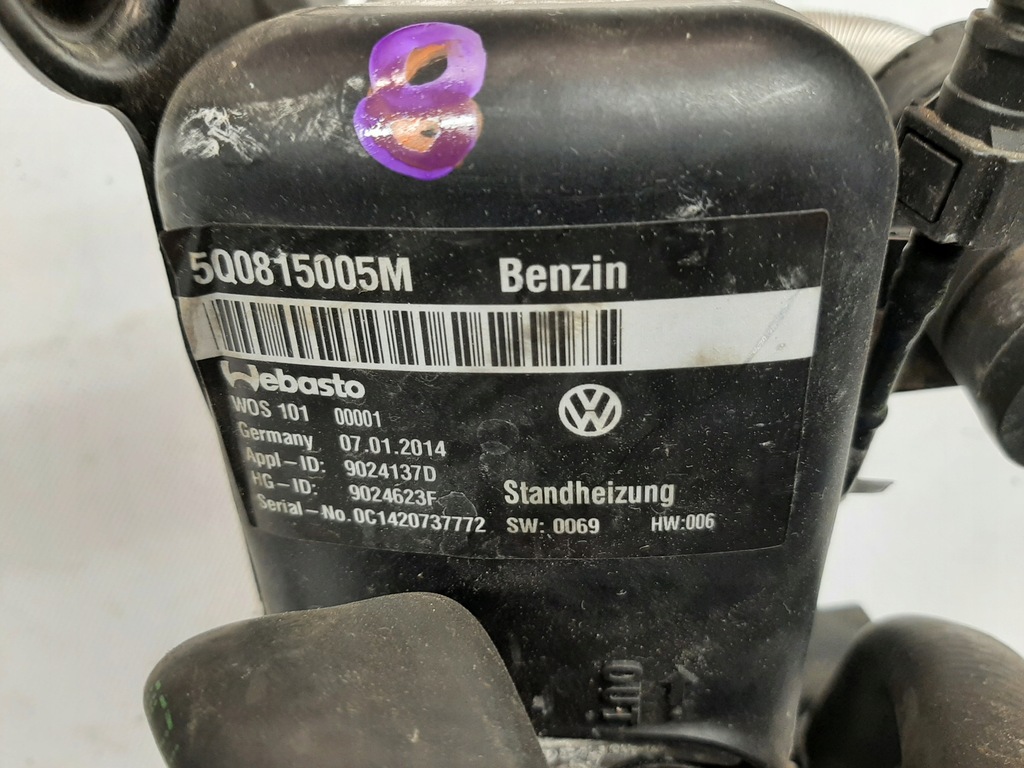 5Q0815005M Benzin
Webasto
WOS 101 00001
Germany 07.01.2014
Appl-ID: 9024137D
HG-ID: 9024623F
Serial-No. 0C1420737772
Standheizung
SW: 0069 HW:006
OUT